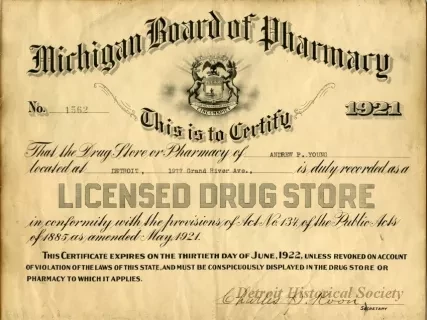 Michigan Board of Pharmacy
No. 1562
1921
This is to Certify
That the Drug Store or Pharmacy of ANDREW P. YOUNG
located at DETROIT, 1977 Grand River Ave., is duly recorded as a
LICENSED DRUG STORE
in conformity with the provisions of Act No. 134, of the Public Acts
of 1885, as amended May, 1921.
THIS CERTIFICATE EXPIRES ON THE THIRTIETH DAY OF JUNE, 1922, UNLESS REVOKED ON ACCOUNT
OF VIOLATION OF THE LAWS OF THIS STATE, AND MUST BE CONSPICUOUSLY DISPLAYED IN THE DRUG STORE OR
PHARMACY TO WHICH IT APPLIES.
Detroit Historical Society
Charles S. Koon,
SECRETARY